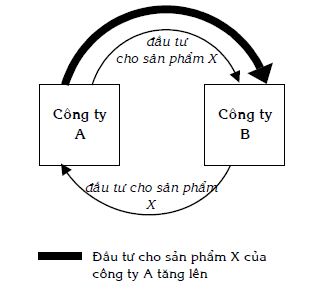 đầu tư
cho sản phẩm X
Công ty
A
Công ty
B
đầu tư cho sản phẩm
X
Đầu tư cho sản phẩm X của
công ty A tăng lên